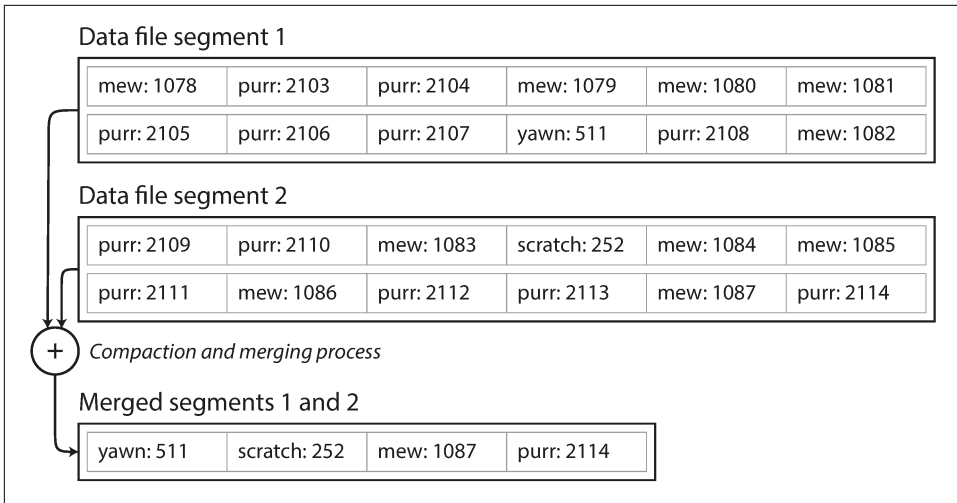 Data file segment 1
mew: 1078 purr: 2103 purr: 2104 mew: 1079 mew: 1080 mew: 1081
purr: 2105 purr: 2106 purr: 2107 yawn: 511 purr: 2108 mew: 1082
Data file segment 2
purr: 2109 purr: 2110 mew: 1083 scratch: 252 mew: 1084 mew: 1085
purr: 2111 mew: 1086 purr: 2112 purr: 2113 mew: 1087 purr: 2114
+ Compaction and merging process
Merged segments 1 and 2
yawn: 511 scratch: 252 mew: 1087 purr: 2114